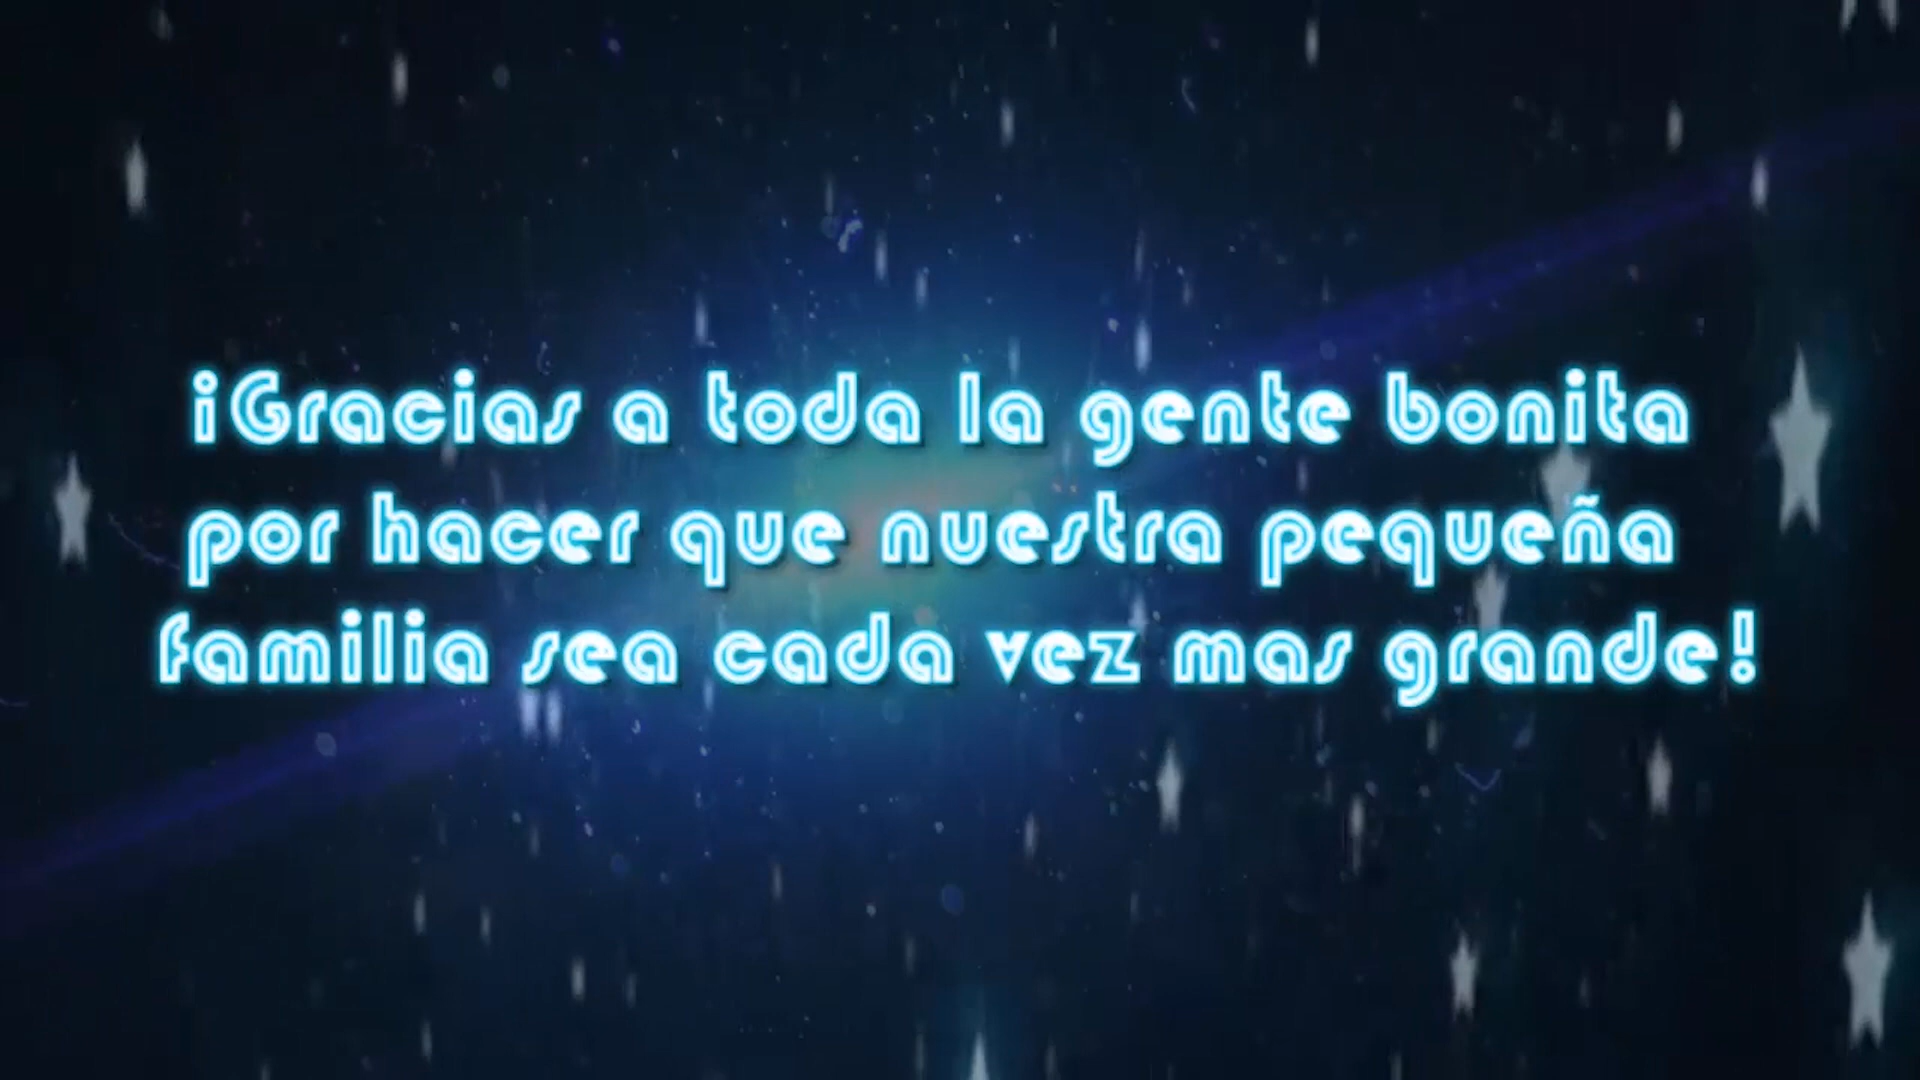 ¡Gracias a toda la gente bonita
por hacer que nuestra pequeña
familia sea cada vez mas grande!